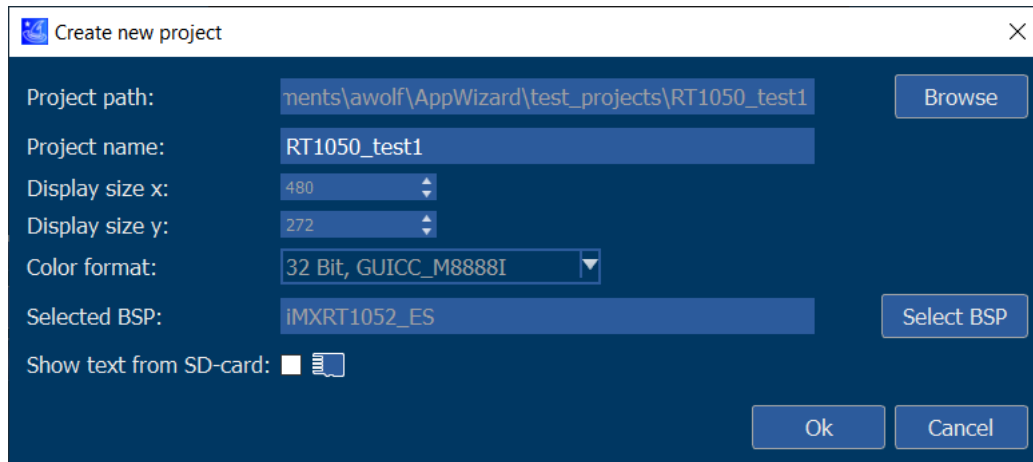 Create new project
Project path: ments\awolf\AppWizard\test_projects\RT1050_test1 Browse
Project name: RT1050_test1
Display size x: 480
Display size y: 272
Color format: 32 Bit, GUICC_M8888I
Selected BSP: iMXRT1052_ES Select BSP
Show text from SD-card:
Ok Cancel